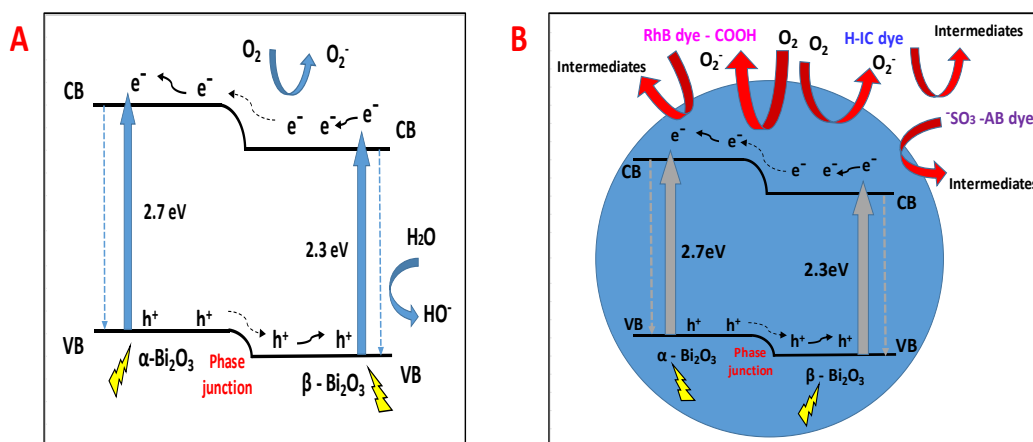 A
O₂ O₂⁻
e⁻ e⁻
CB
e⁻ e⁻ e⁻
CB
2.7 eV
2.3 eV
H₂O
HO⁻
h⁺ h⁺
h⁺ h⁺
VB
α-Bi₂O₃
Phase
junction
β - Bi₂O₃
VB
B
RhB dye - COOH
O₂ O₂
H-IC dye
Intermediates
Intermediates
O₂⁻
O₂⁻
⁻SO₃ -AB dye
Intermediates
e⁻ e⁻
CB
e⁻ e⁻ e⁻
CB
2.7eV
2.3eV
VB
h⁺ h⁺
h⁺ h⁺
VB
α - Bi₂O₃
Phase
junction
β - Bi₂O₃